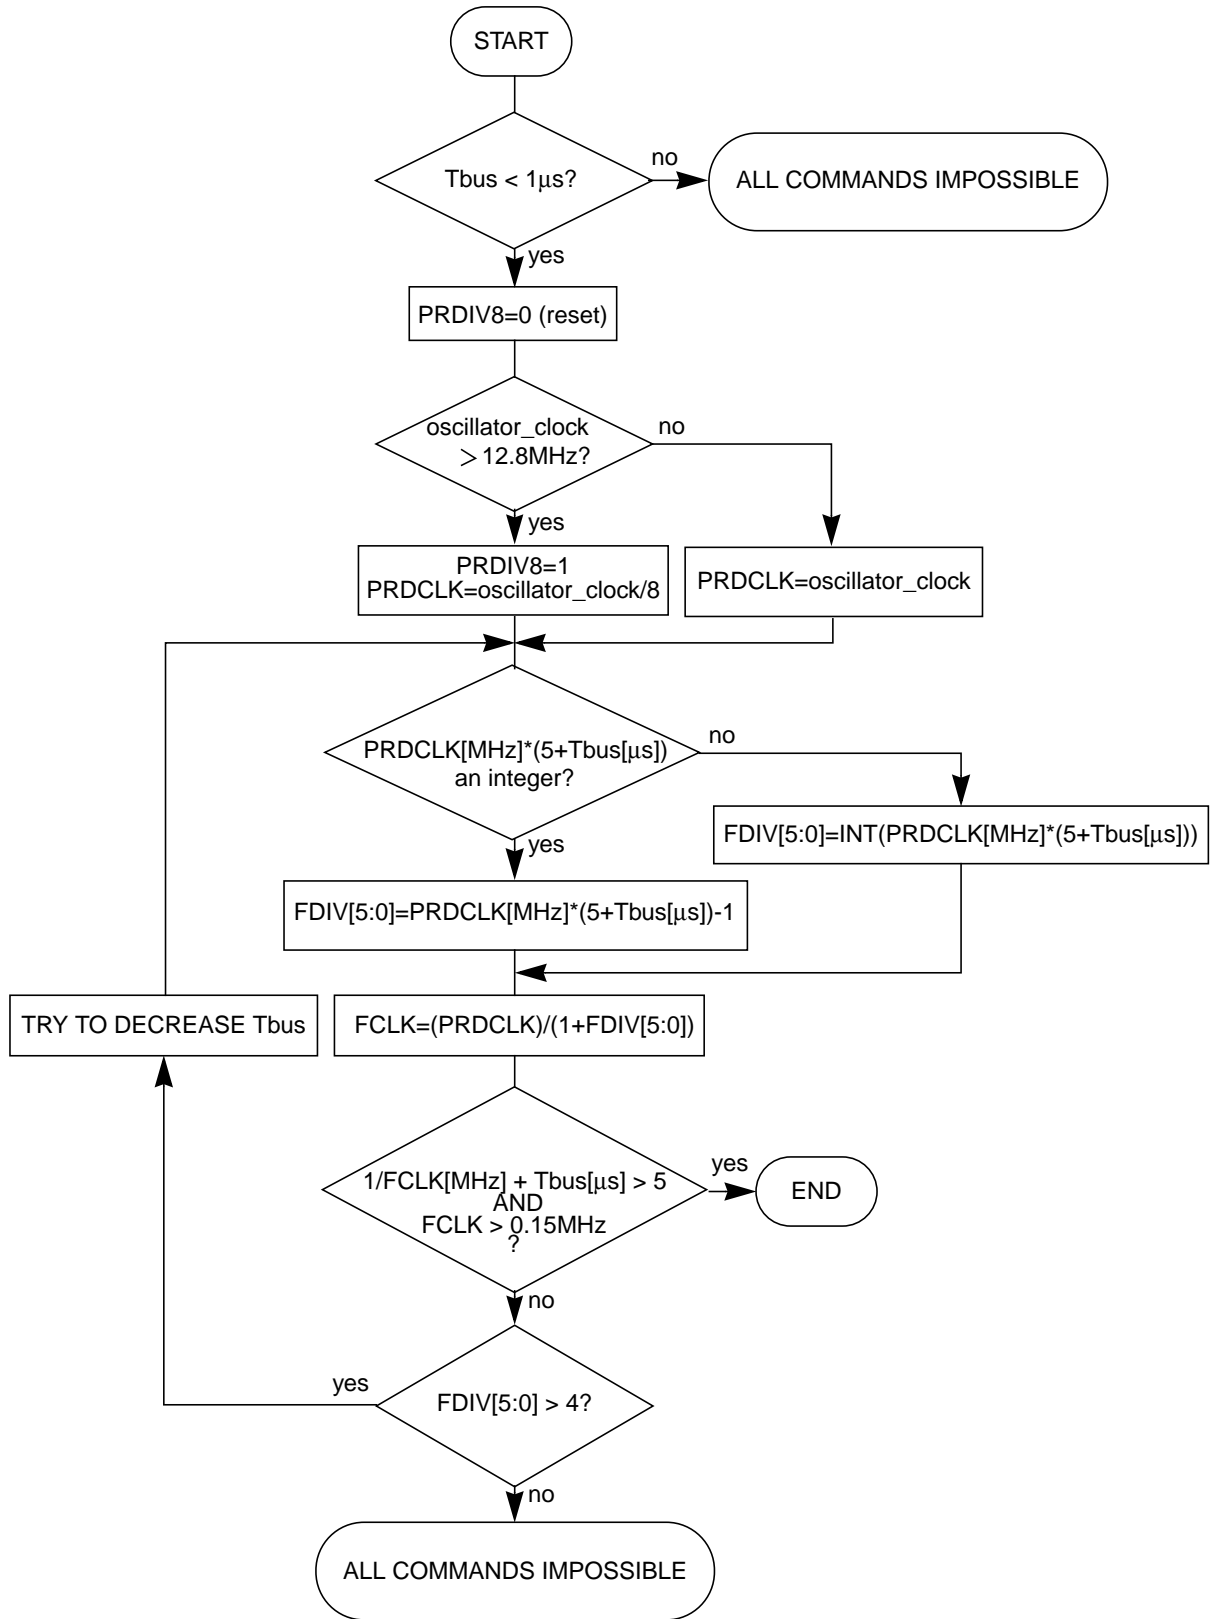 START
Tbus < 1μs?
no
ALL COMMANDS IMPOSSIBLE
yes
PRDIV8=0 (reset)
oscillator_clock
> 12.8MHz?
no
yes
PRDIV8=1
PRDCLK=oscillator_clock/8
PRDCLK=oscillator_clock
PRDCLK[MHz]*(5+Tbus[μs])
an integer?
no
yes
FDIV[5:0]=INT(PRDCLK[MHz]*(5+Tbus[μs]))
FDIV[5:0]=PRDCLK[MHz]*(5+Tbus[μs])-1
TRY TO DECREASE Tbus
FCLK=(PRDCLK)/(1+FDIV[5:0])
1/FCLK[MHz] + Tbus[μs] > 5
AND
FCLK > 0.15MHz
?
yes
END
no
yes
FDIV[5:0] > 4?
no
ALL COMMANDS IMPOSSIBLE